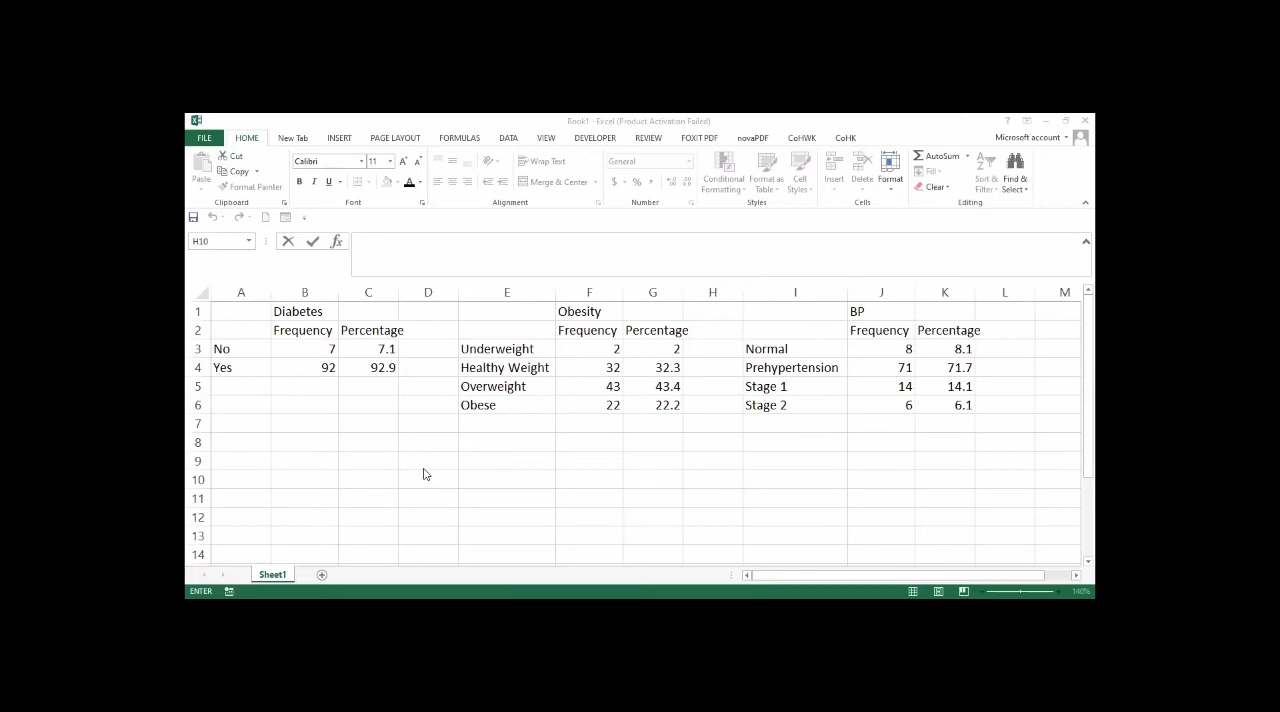 Book1 - Excel (Product Activation Failed)
FILE HOME New Tab INSERT PAGE LAYOUT FORMULAS DATA VIEW DEVELOPER REVIEW FOXIT PDF novaPDF CoHWK CoHK Microsoft account
Cut Calibri 11 Wrap Text General AutoSum
Copy Fill
Paste Format Painter B I U Merge & Center $ % Conditional Formatting Format as Table Cell Styles Insert Delete Format Clear Sort & Filter Find & Select
Clipboard Font Alignment Number Styles Cells Editing
H10 fx
A B C D E F G H I J K L M
1 Diabetes Obesity BP
2 Frequency Percentage Frequency Percentage Frequency Percentage
3 No 7 7.1 Underweight 2 2 Normal 8 8.1
4 Yes 92 92.9 Healthy Weight 32 32.3 Prehypertension 71 71.7
5 Overweight 43 43.4 Stage 1 14 14.1
6 Obese 22 22.2 Stage 2 6 6.1
7
8
9
10
11
12
13
14
Sheet1
ENTER 140%